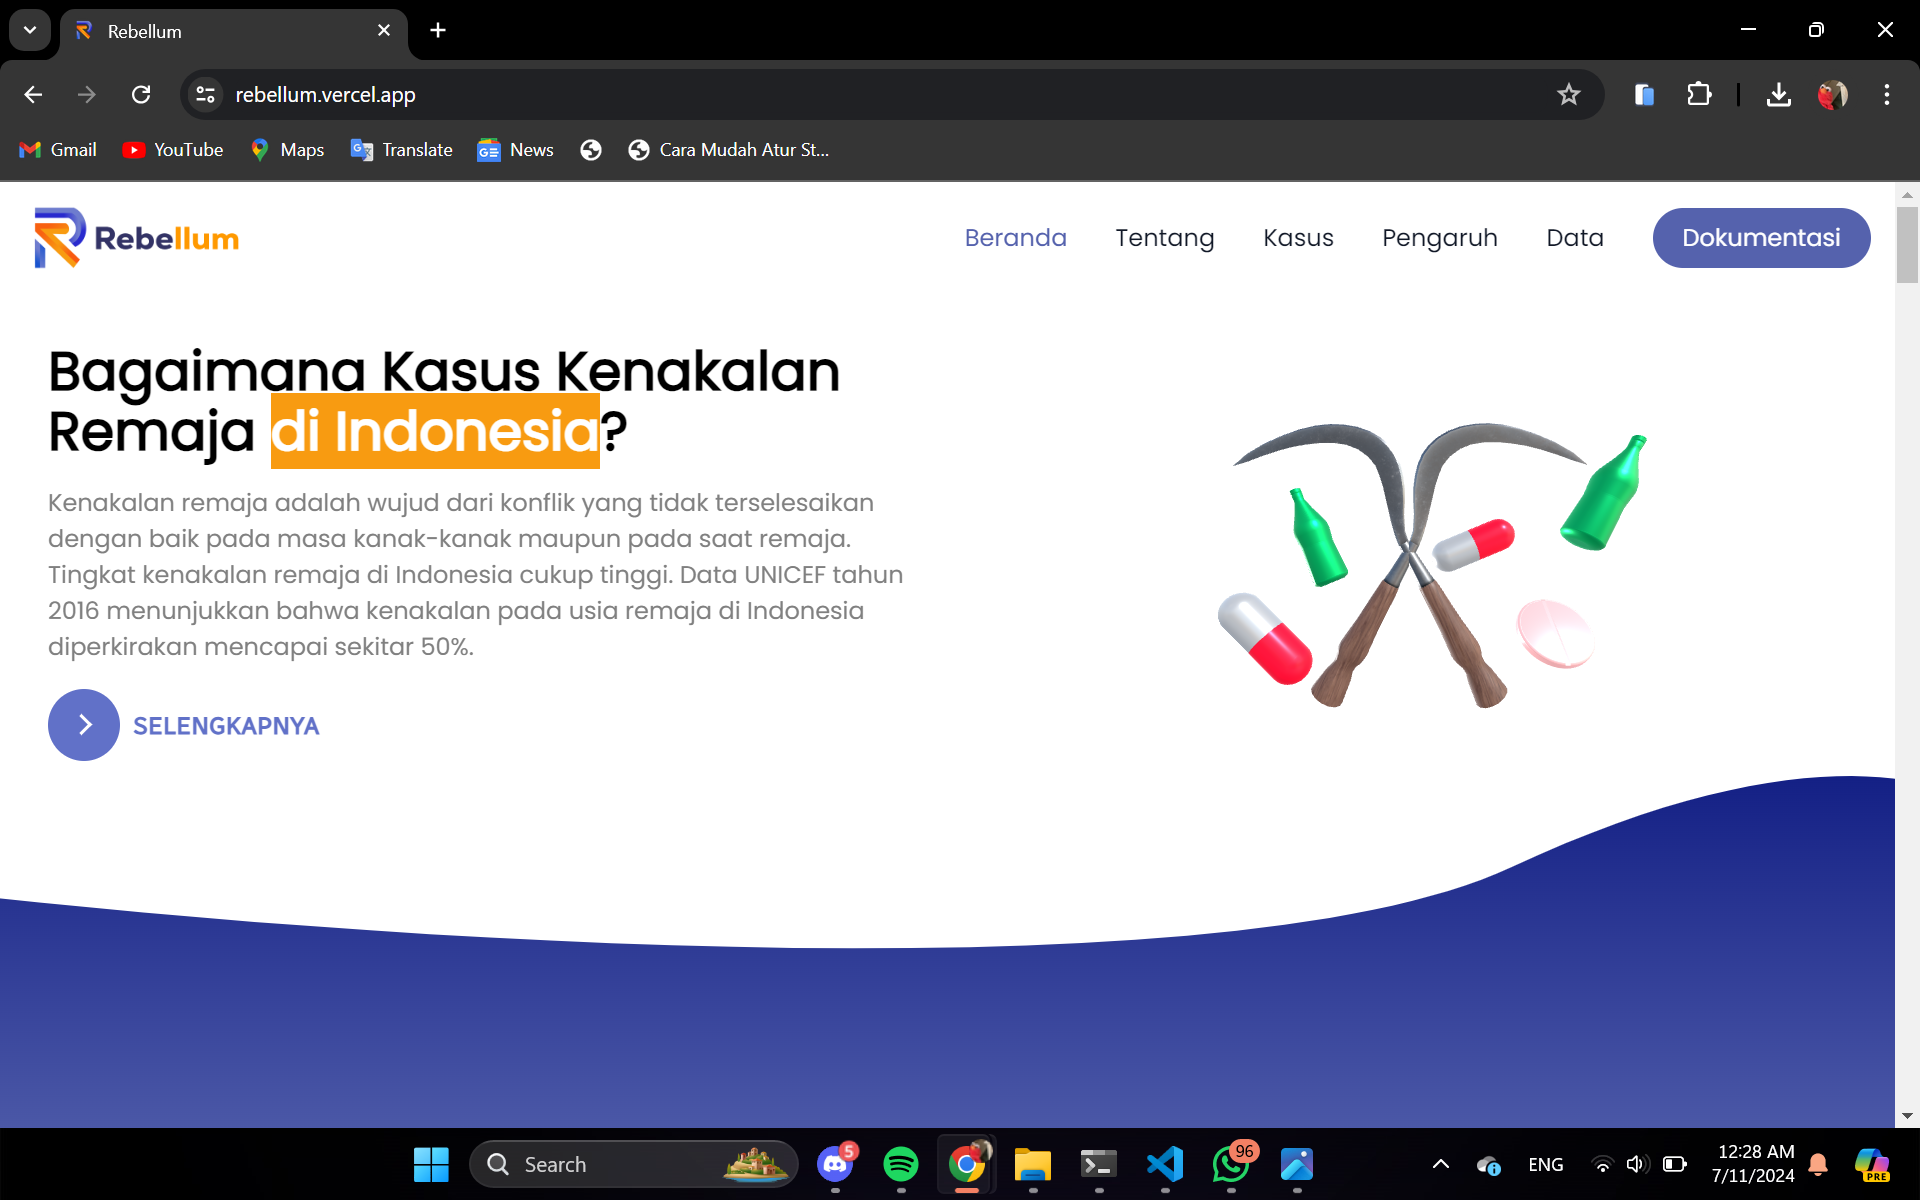 Rebellum
rebellum.vercel.app
Gmail YouTube Maps Translate News Cara Mudah Atur St...
Rebellum
Beranda Tentang Kasus Pengaruh Data Dokumentasi
Bagaimana Kasus Kenakalan
Remaja di Indonesia?
Kenakalan remaja adalah wujud dari konflik yang tidak terselesaikan
dengan baik pada masa kanak-kanak maupun pada saat remaja.
Tingkat kenakalan remaja di Indonesia cukup tinggi. Data UNICEF tahun
2016 menunjukkan bahwa kenakalan pada usia remaja di Indonesia
diperkirakan mencapai sekitar 50%.
SELENGKAPNYA
Search
5
96
ENG
12:28 AM
7/11/2024
PRE